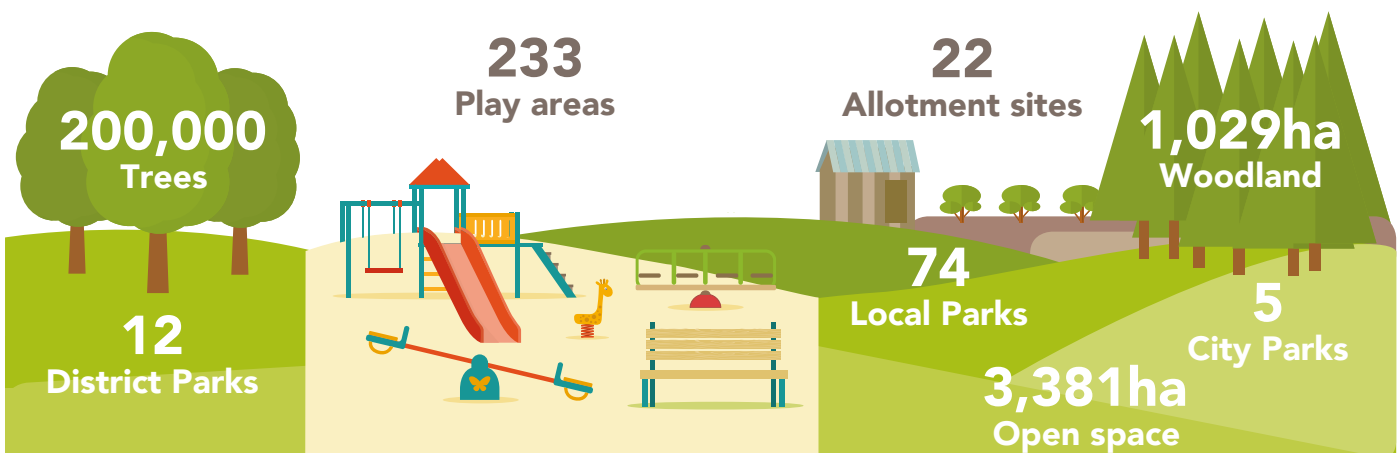 200,000
Trees
12
District Parks
233
Play areas
22
Allotment sites
1,029ha
Woodland
74
Local Parks
5
City Parks
3,381ha
Open space